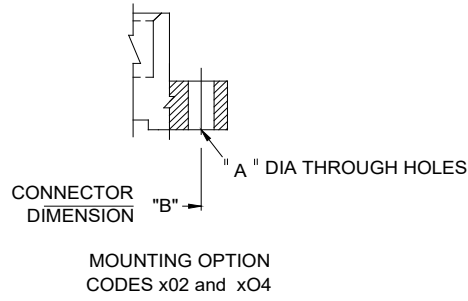 " A " DIA THROUGH HOLES
CONNECTOR
DIMENSION "B"
MOUNTING OPTION
CODES x02 and xO4